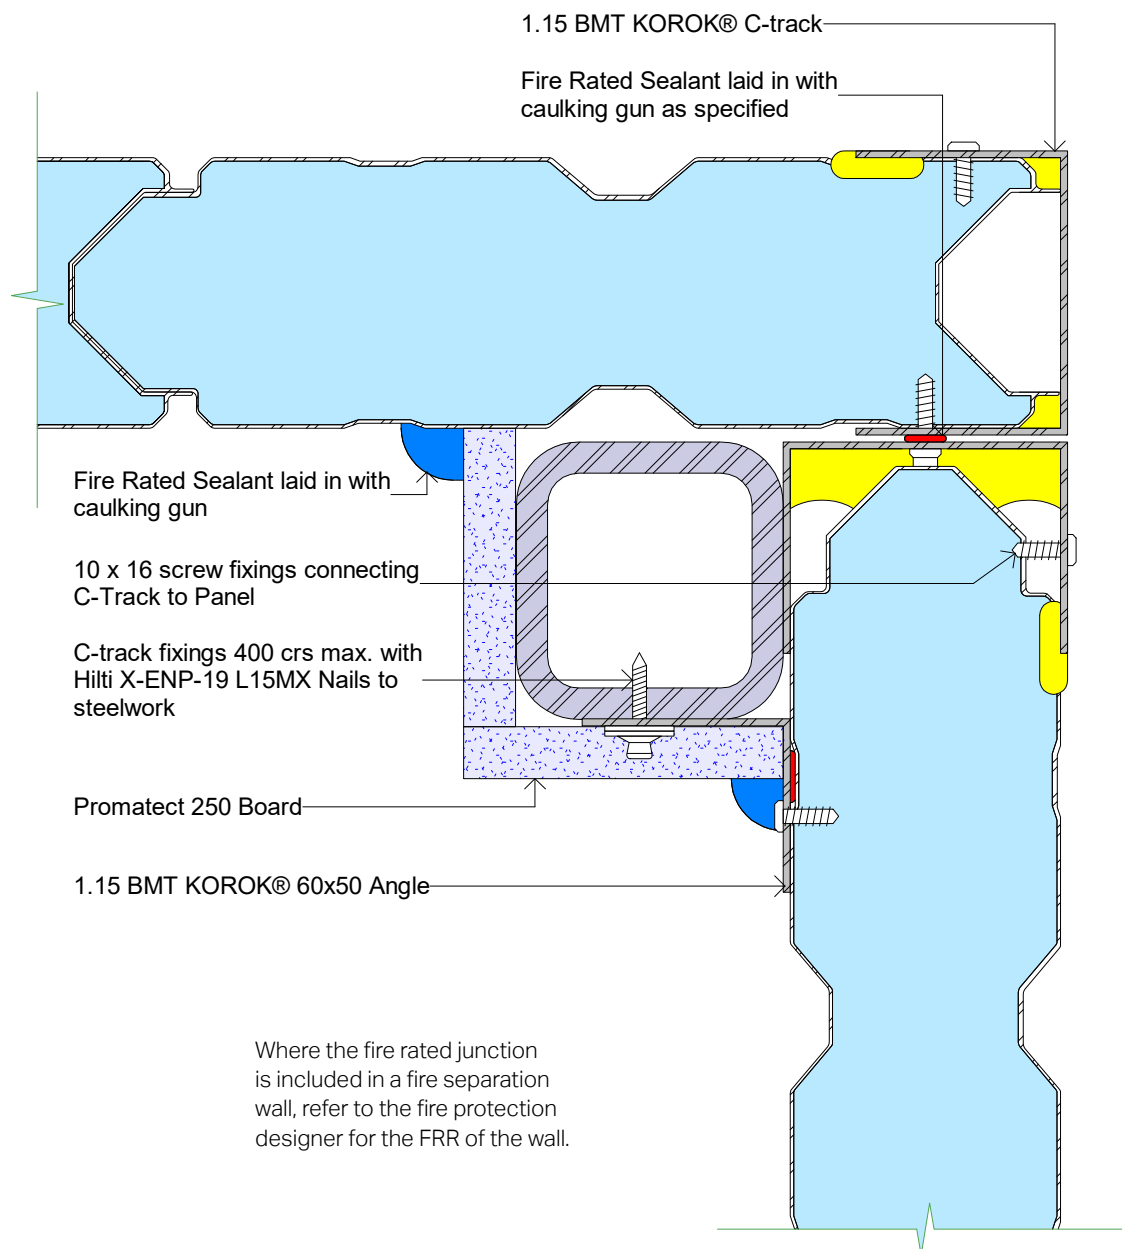 1.15 BMT KOROK® C-track
Fire Rated Sealant laid in with
caulking gun as specified
Fire Rated Sealant laid in with
caulking gun
10 x 16 screw fixings connecting
C-Track to Panel
C-track fixings 400 crs max. with
Hilti X-ENP-19 L15MX Nails to
steelwork
Promatect 250 Board
1.15 BMT KOROK® 60x50 Angle
Where the fire rated junction
is included in a fire separation
wall, refer to the fire protection
designer for the FRR of the wall.